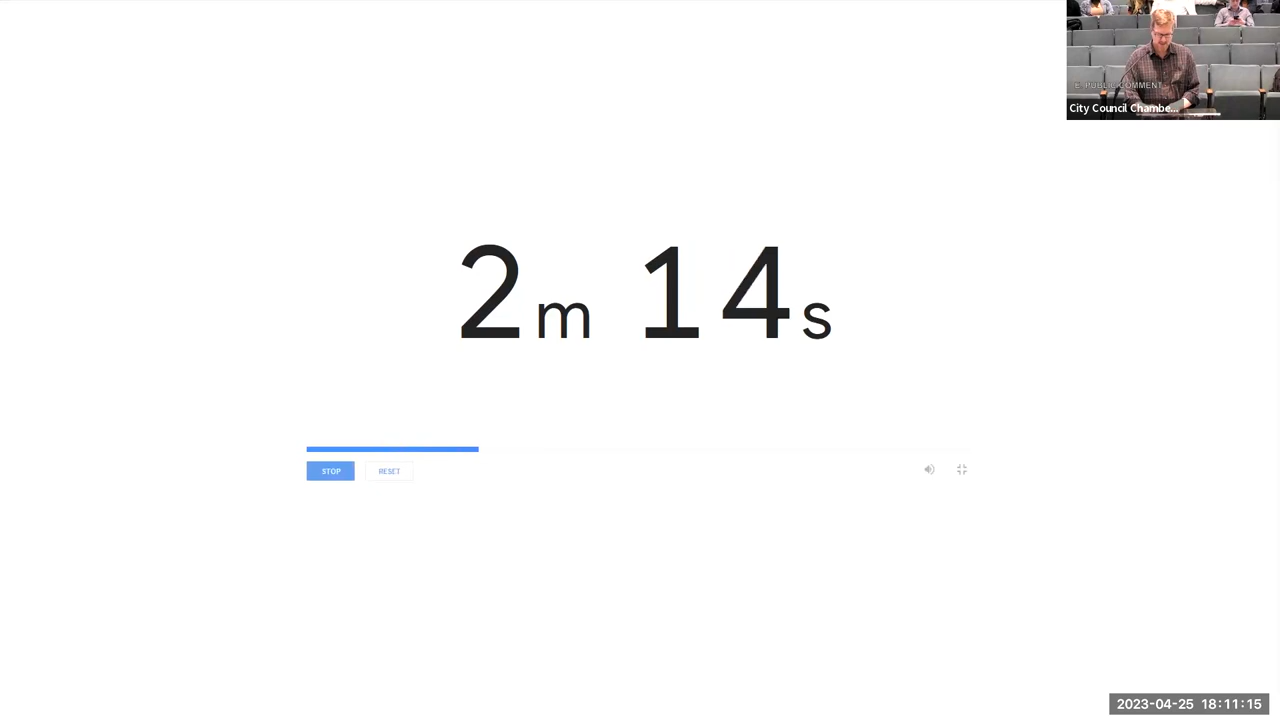 E. PUBLIC COMMENT
City Council Chambe...
2m 14s
STOP RESET
2023-04-25 18:11:15